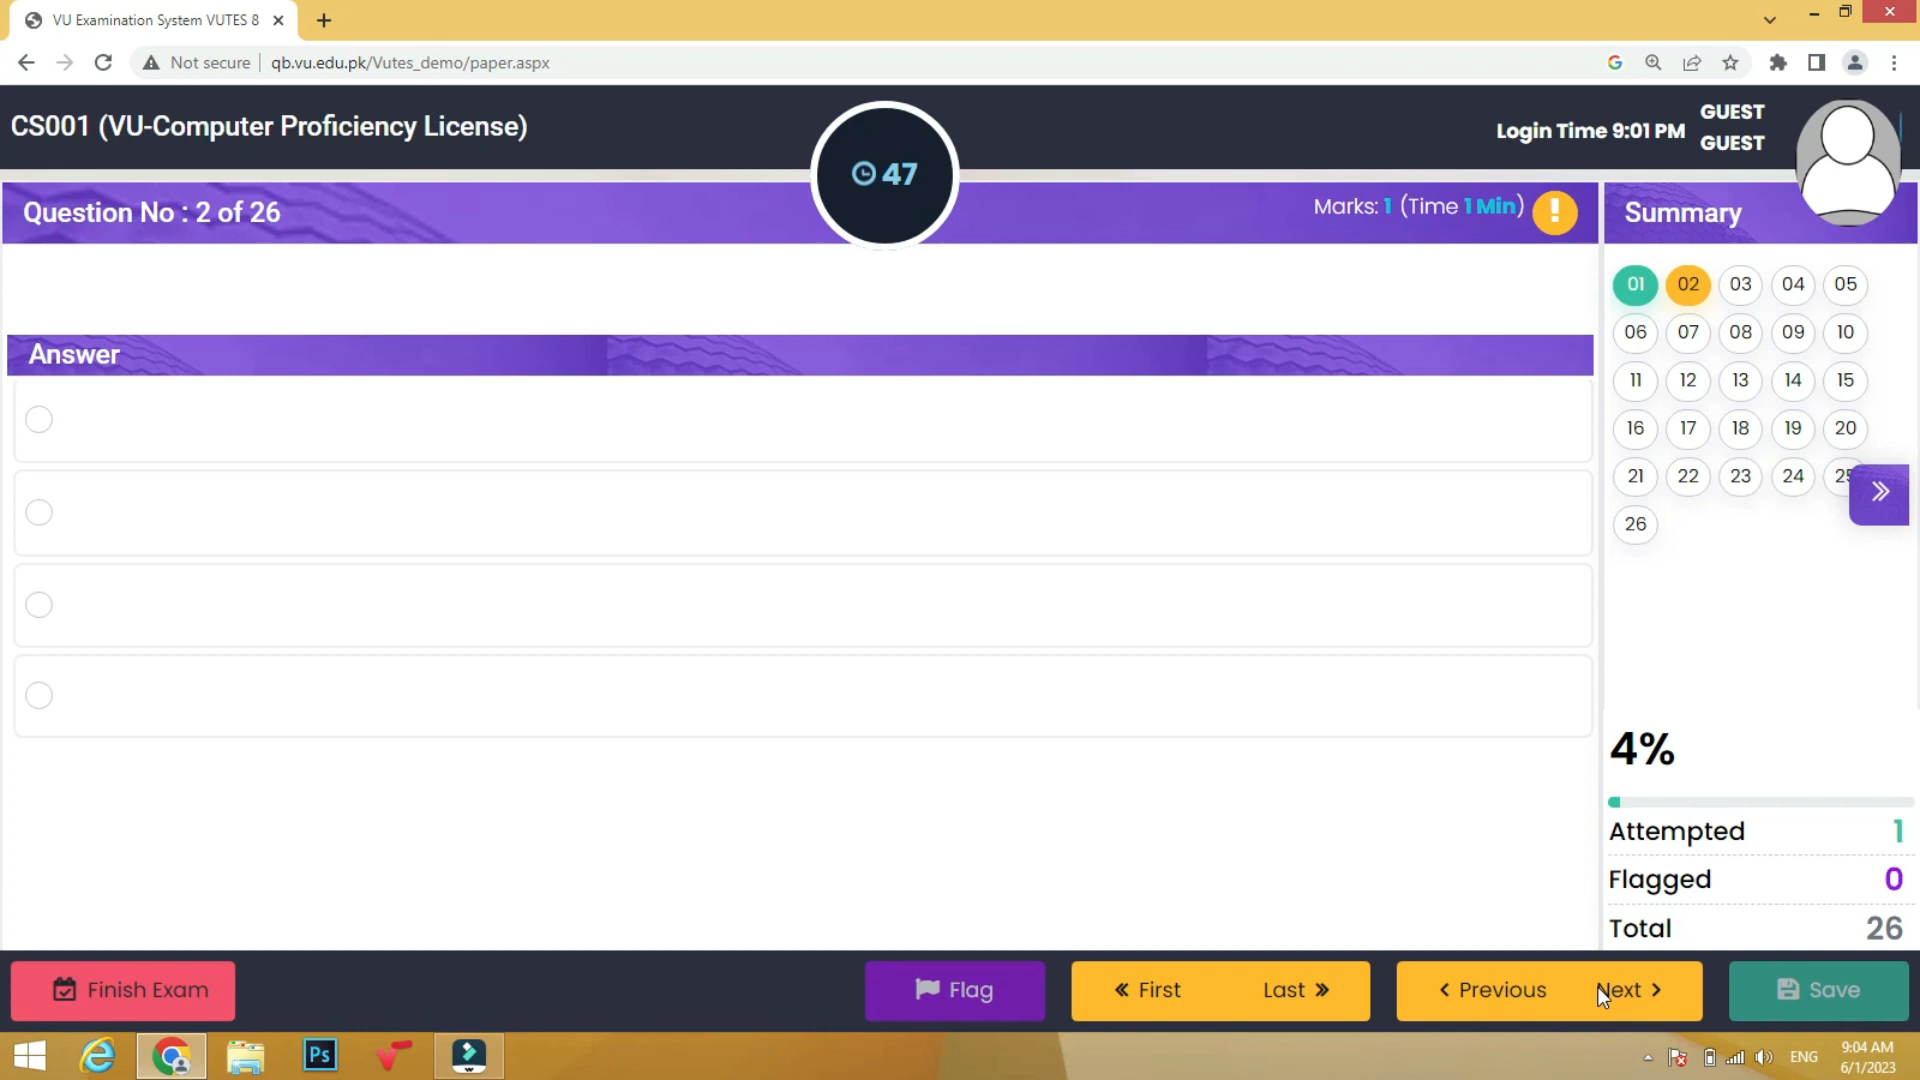 VU Examination System VUTES 8
Not secure
qb.vu.edu.pk/Vutes_demo/paper.aspx
CS001 (VU-Computer Proficiency License)
47
Login Time 9:01 PM
GUEST
GUEST
Question No : 2 of 26
Marks: 1 (Time 1 Min)
Summary
01 02 03 04 05
06 07 08 09 10
11 12 13 14 15
16 17 18 19 20
21 22 23 24 25
26
Answer
4%
Attempted 1
Flagged 0
Total 26
Finish Exam
Flag
« First
Last »
‹ Previous
Next ›
Save
Ps
ENG
9:04 AM
6/1/2023